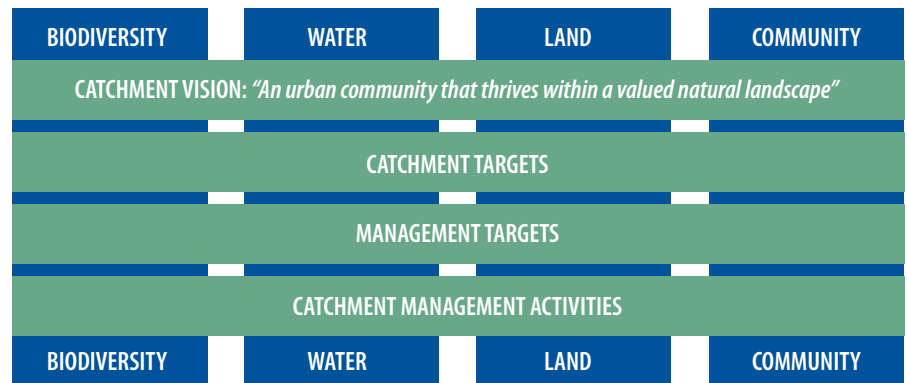 BIODIVERSITY WATER LAND COMMUNITY
CATCHMENT VISION: “An urban community that thrives within a valued natural landscape”
CATCHMENT TARGETS
MANAGEMENT TARGETS
CATCHMENT MANAGEMENT ACTIVITIES
BIODIVERSITY WATER LAND COMMUNITY